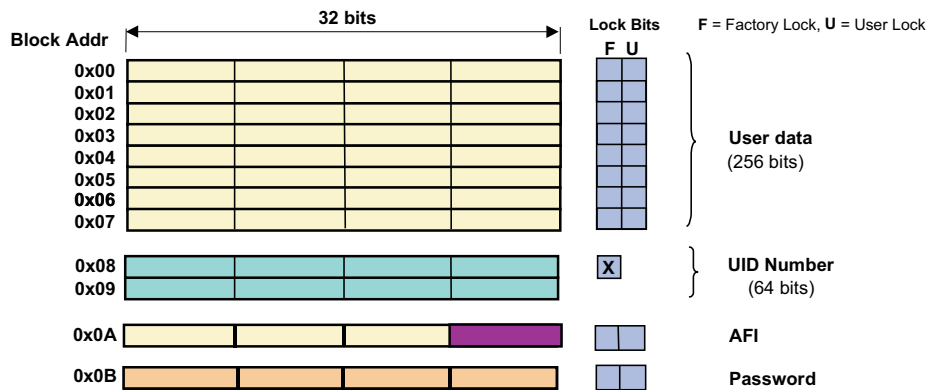 32 bits
Lock Bits
F = Factory Lock, U = User Lock
Block Addr
F U
0x00
0x01
0x02
0x03
0x04
0x05
0x06
0x07
User data
(256 bits)
0x08
0x09
X
UID Number
(64 bits)
0x0A
AFI
0x0B
Password